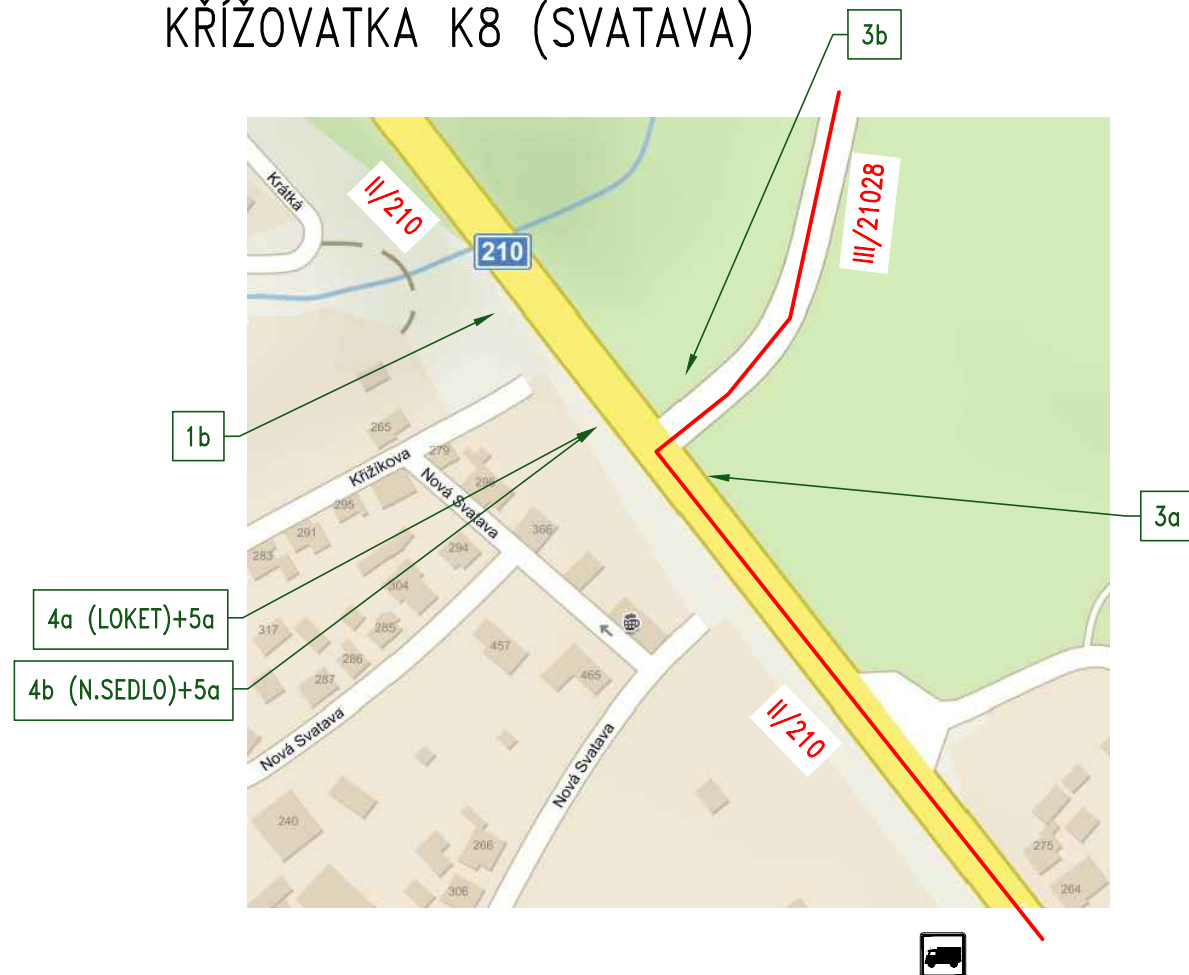 KŘÍŽOVATKA K8 (SVATAVA)
3b
II/210
III/21028
Krátká
210
1b
265
279
Křižíkova
Nová Svatava
296
295
291
283
366
294
3a
304
4a (LOKET)+5a
317
285
286
287
457
465
4b (N.SEDLO)+5a
II/210
Nová Svatava
Nová Svatava
240
266
306
275
264